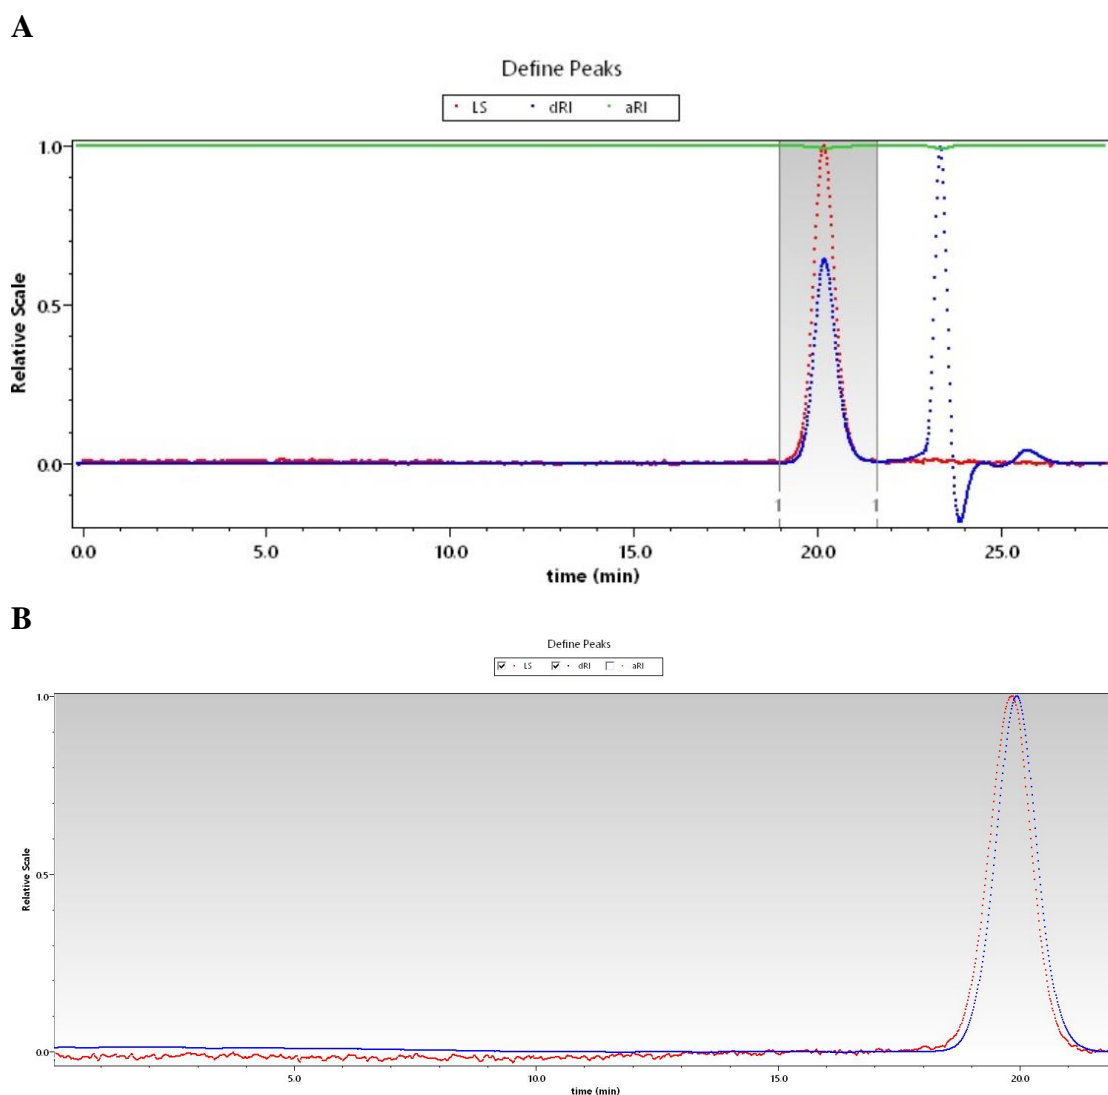 A
Define Peaks
LS dRI aRI
1.0
0.5
0.0
Relative Scale
1 1
0.0 5.0 10.0 15.0 20.0 25.0
time (min)
B
Define Peaks
LS dRI aRI
1.0
0.5
0.0
Relative Scale
5.0 10.0 15.0 20.0
time (min)